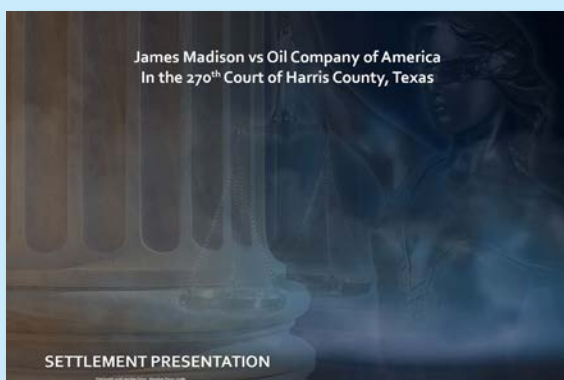 James Madison vs Oil Company of America
In the 270th Court of Harris County, Texas
SETTLEMENT PRESENTATION